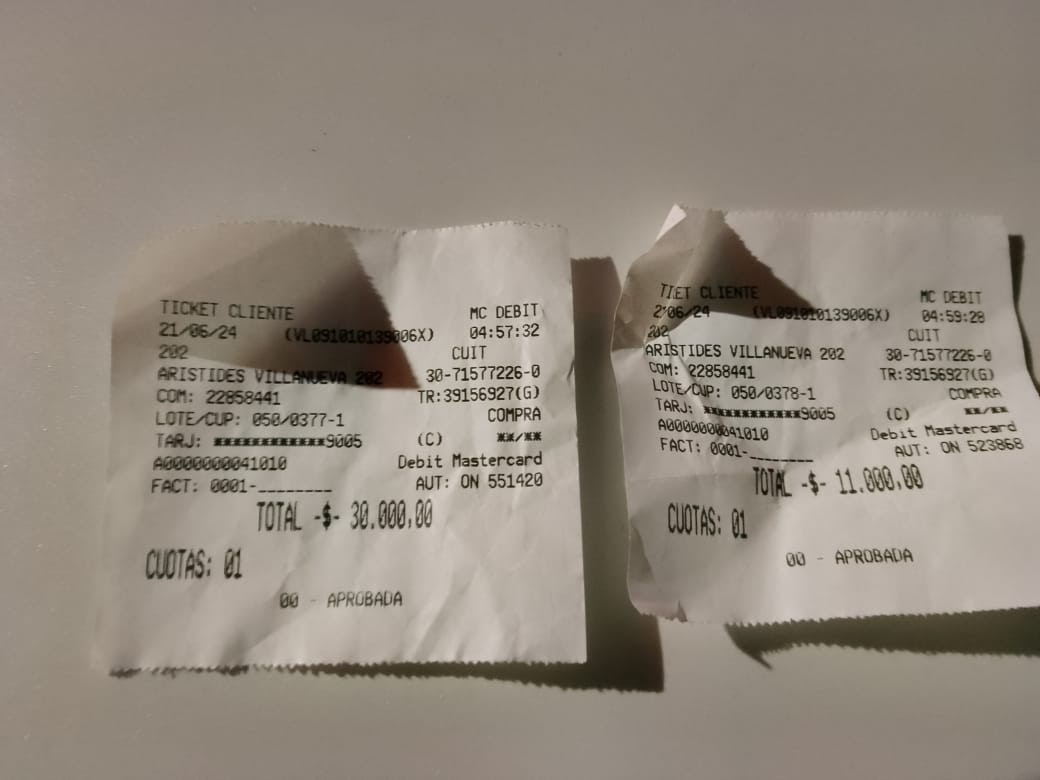 TICKET CLIENTE MC DEBIT
21/06/24 (VL091010139006X) 04:57:32
202 CUIT
ARISTIDES VILLANUEVA 202 30-71577226-0
COM: 22858441 TR:39156927(G)
LOTE/CUP: 050/0377-1 COMPRA
TARJ: ************9005 (C) **/**
A0000000041010 Debit Mastercard
FACT: 0001-________ AUT: ON 551420
TOTAL -$- 30.000,00
CUOTAS: 01
00 - APROBADA
CLIENTE MC DEBIT
06/24 (VL091010139006X) 04:59:28
202 CUIT
ARISTIDES VILLANUEVA 202 30-71577226-0
COM: 22858441 TR:39156927(G)
LOTE/CUP: 050/0378-1 COMPRA
TARJ: ************9005 (C) **/**
A0000000041010 Debit Mastercard
FACT: 0001-________ AUT: ON 523868
TOTAL -$- 11.000,00
CUOTAS: 01
00 - APROBADA